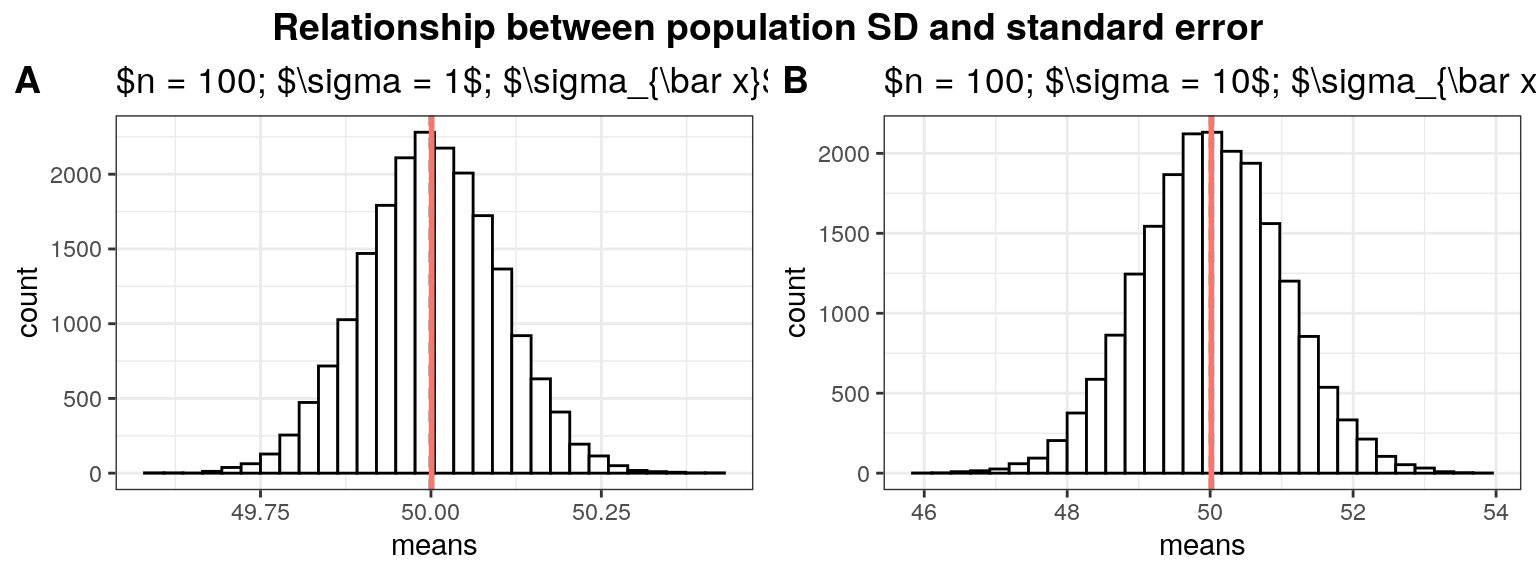 Relationship between population SD and standard error
A
$n = 100; $\sigma = 1$; $\sigma_{\bar x}$
2000
1500
1000
500
0
count
49.75 50.00 50.25
means
B
$n = 100; $\sigma = 10$; $\sigma_{\bar x
2000
1500
1000
500
0
count
46 48 50 52 54
means